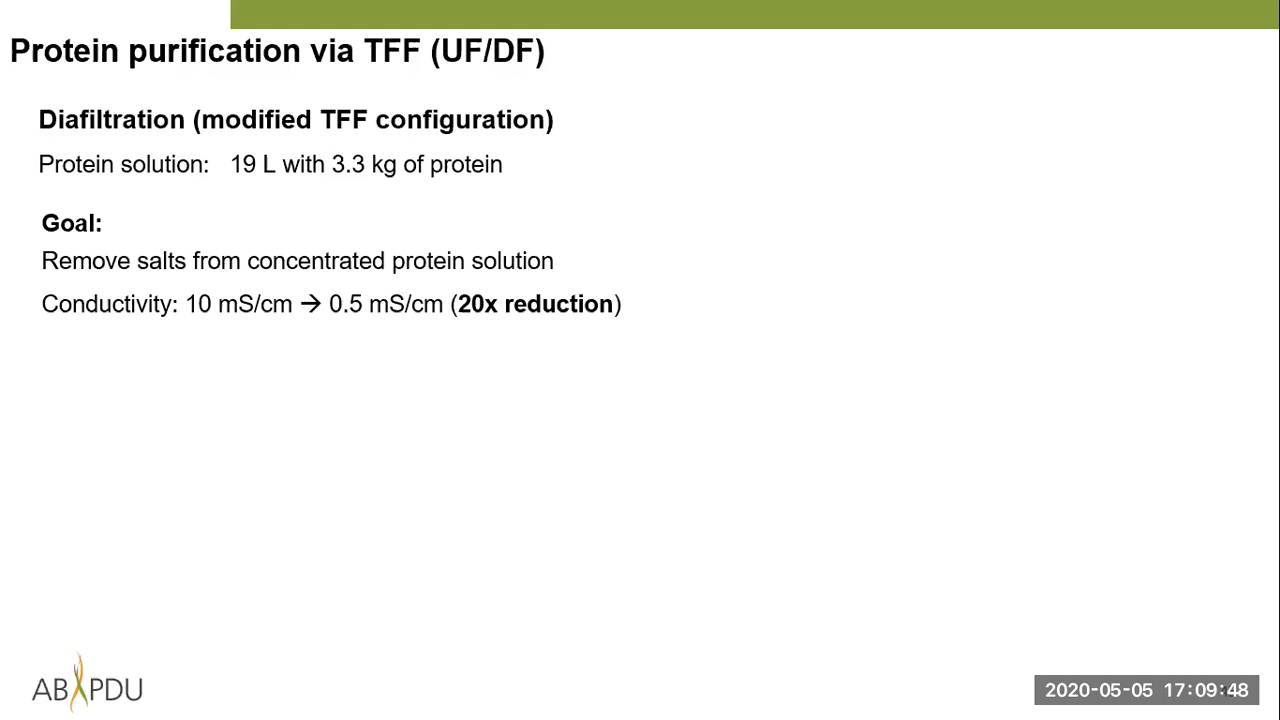 Protein purification via TFF (UF/DF)
Diafiltration (modified TFF configuration)
Protein solution: 19 L with 3.3 kg of protein
Goal:
Remove salts from concentrated protein solution
Conductivity: 10 mS/cm → 0.5 mS/cm (20x reduction)
AB PDU
2020-05-05 17:09:48